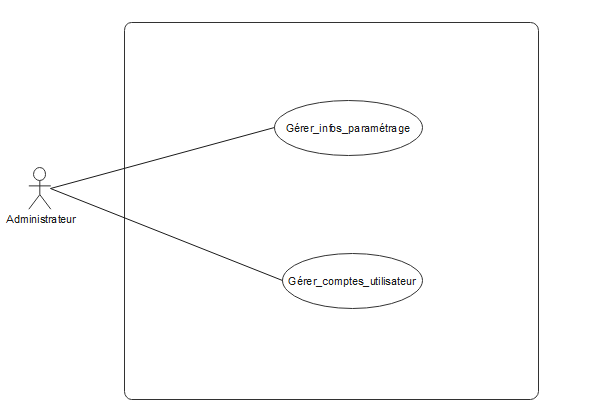 Gérer_infos_paramétrage
Administrateur
Gérer_comptes_utilisateur